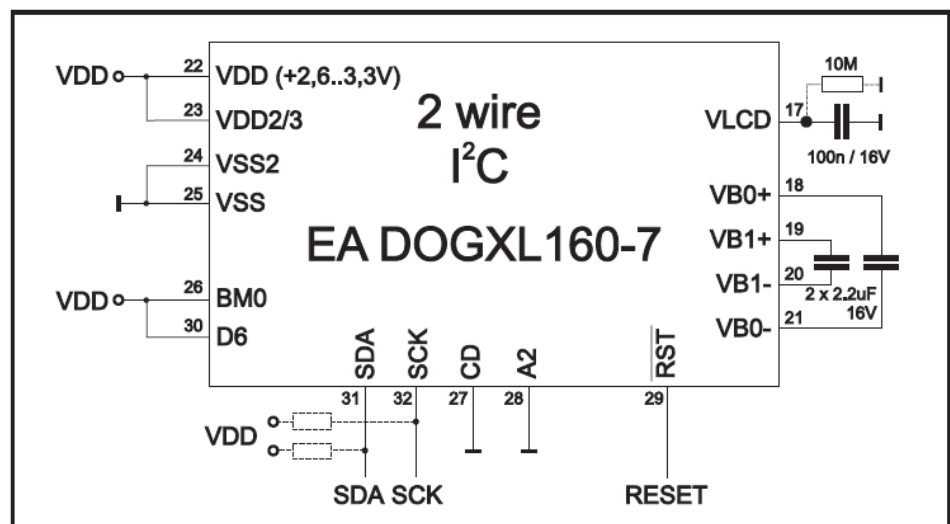 VDD
22
VDD (+2,6..3,3V)
23
VDD2/3
24
VSS2
25
VSS
VDD
26
BM0
30
D6
2 wire
I²C
EA DOGXL160-7
10M
VLCD
17
100n / 16V
18
VB0+
19
VB1+
20
VB1-
2 x 2.2uF
16V
21
VB0-
SDA
SCK
CD
A2
RST
31
32
27
28
29
VDD
SDA SCK
RESET